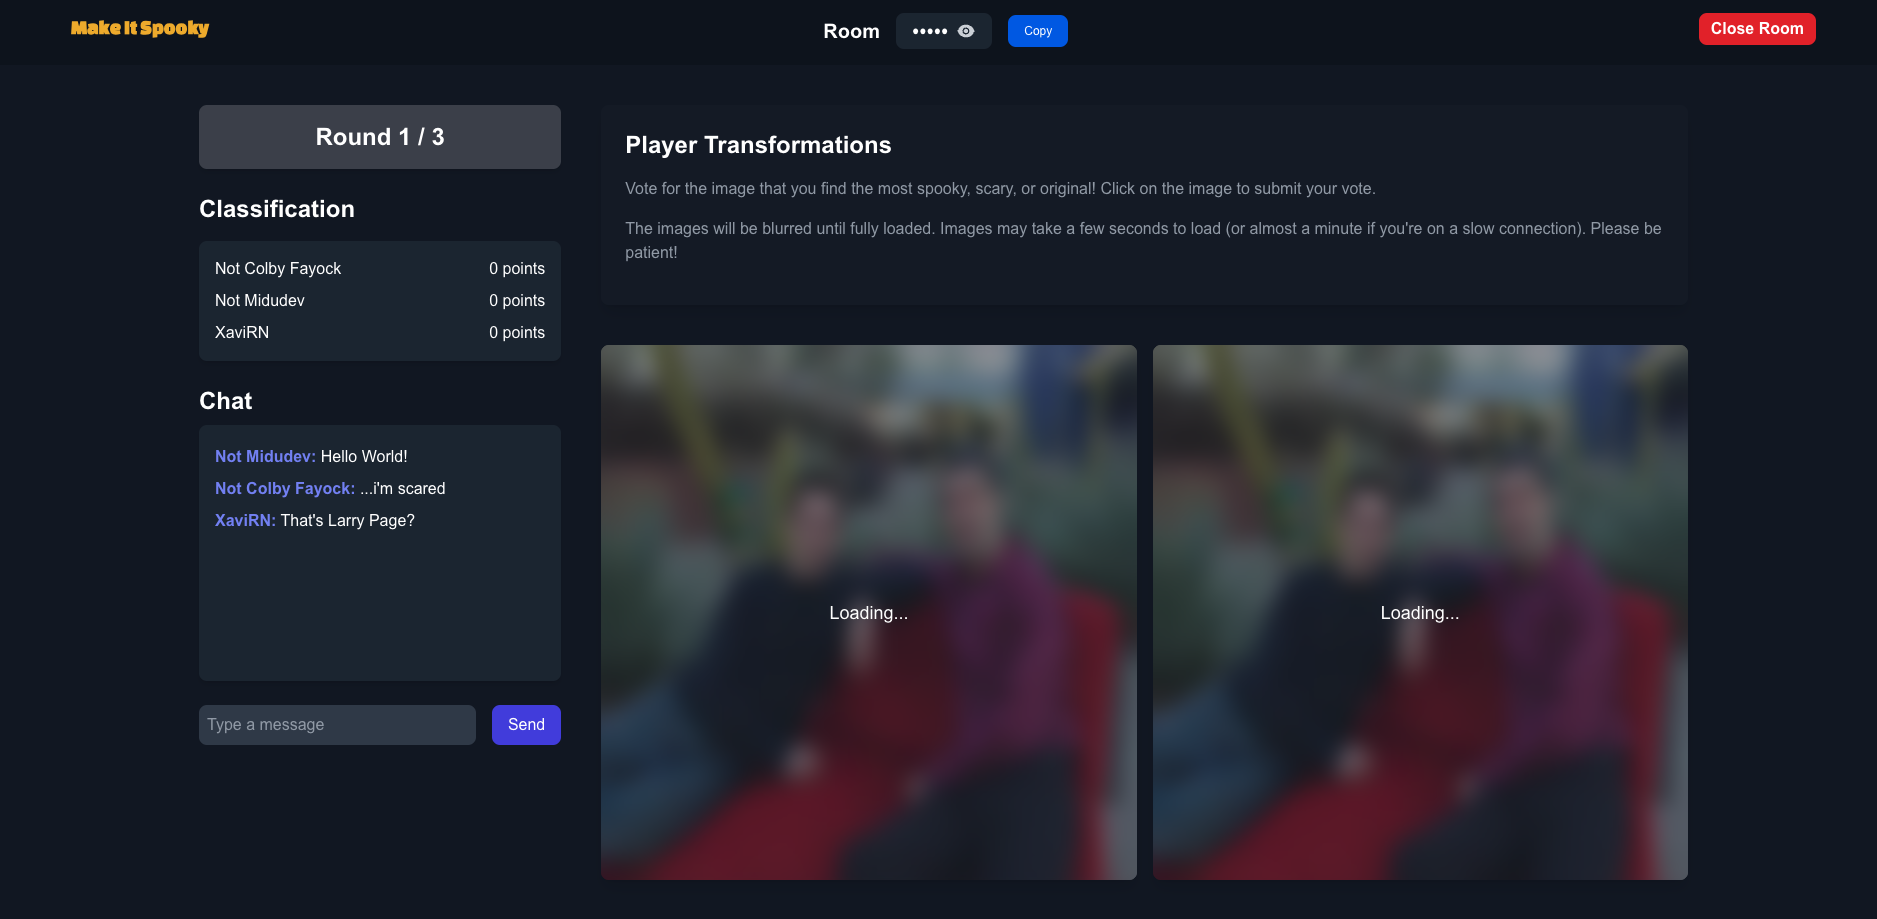 Make It Spooky
Room ••••• Copy
Close Room
Round 1 / 3
Classification
Not Colby Fayock 0 points
Not Midudev 0 points
XaviRN 0 points
Chat
Not Midudev: Hello World!
Not Colby Fayock: ...i'm scared
XaviRN: That's Larry Page?
Type a message
Send
Player Transformations
Vote for the image that you find the most spooky, scary, or original! Click on the image to submit your vote.
The images will be blurred until fully loaded. Images may take a few seconds to load (or almost a minute if you're on a slow connection). Please be
patient!
Loading...
Loading...